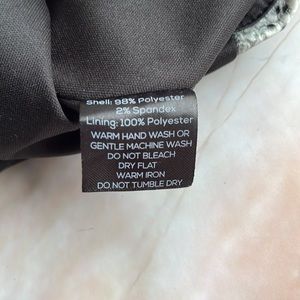 Shell: 98% Polyester
2% Spandex
Lining: 100% Polyester
WARM HAND WASH OR
GENTLE MACHINE WASH
DO NOT BLEACH
DRY FLAT
WARM IRON
DO NOT TUMBLE DRY